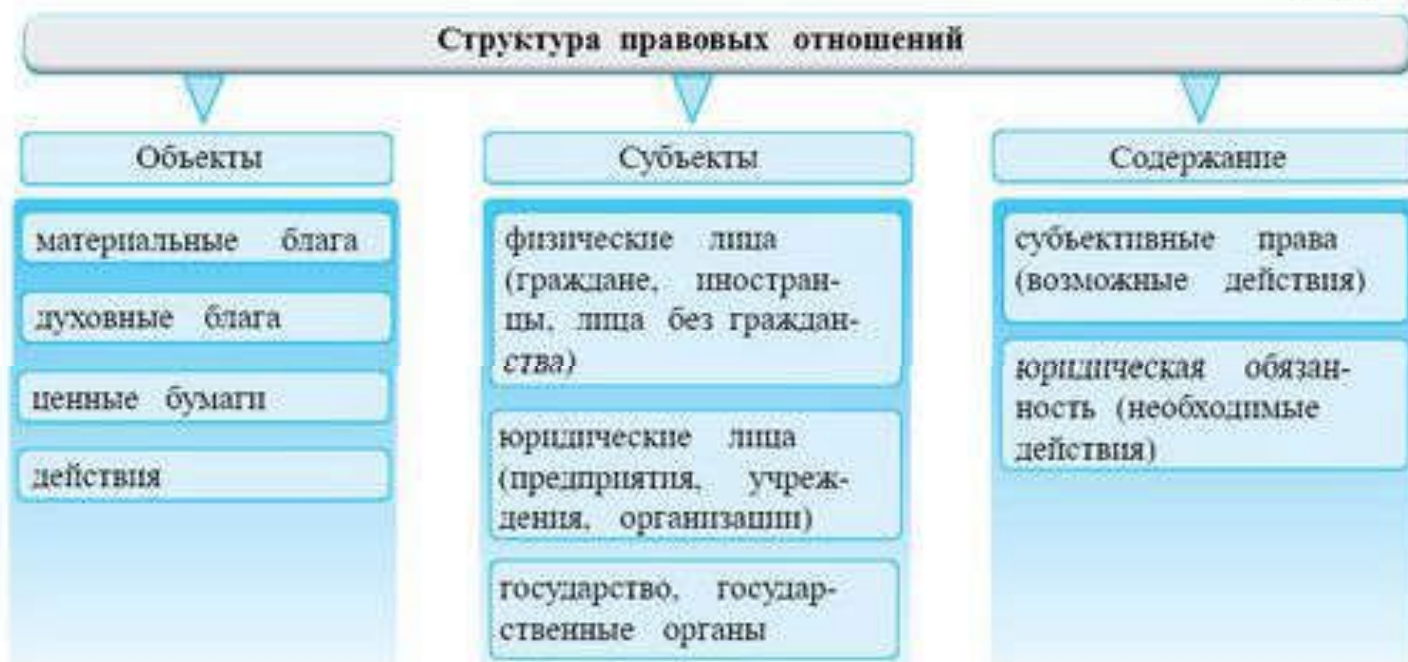 Структура правовых отношений
Объекты
материальные блага
духовные блага
ценные бумаги
действия
Субъекты
физические лица
(граждане, иностран-
цы, лица без граждан-
ства)
юридические лица
(предприятия, учреж-
дения, организации)
государство, государ-
ственные органы
Содержание
субъективные права
(возможные действия)
юридическая обязан-
ность (необходимые
действия)